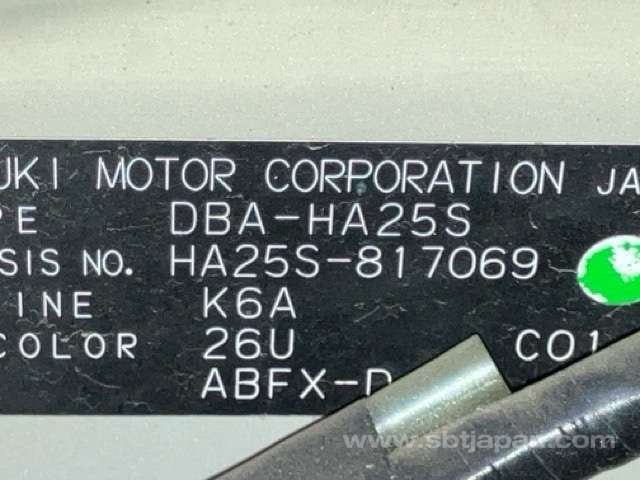 UKI MOTOR CORPORATION JA
PE DBA-HA25S
SIS NO. HA25S-817069
INE K6A
COLOR 26U C01
ABFX-D
www.sbtjapan.com